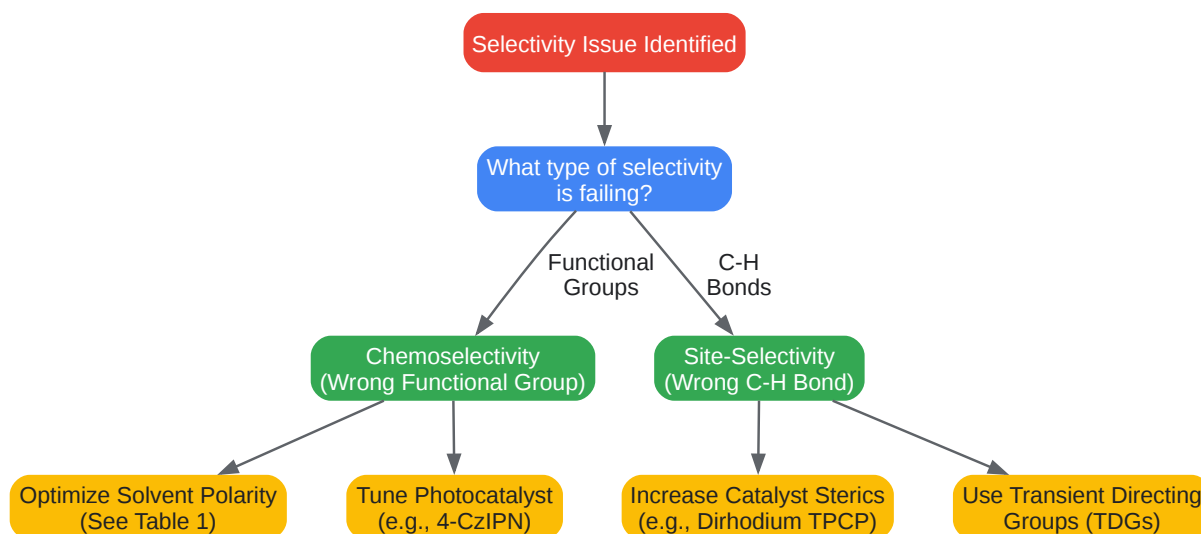 Selectivity Issue Identified
What type of selectivity
is failing?
Functional
Groups
C-H
Bonds
Chemoselectivity
(Wrong Functional Group)
Site-Selectivity
(Wrong C-H Bond)
Optimize Solvent Polarity
(See Table 1)
Tune Photocatalyst
(e.g., 4-CzIPN)
Increase Catalyst Sterics
(e.g., Dirhodium TPCP)
Use Transient Directing
Groups (TDGs)